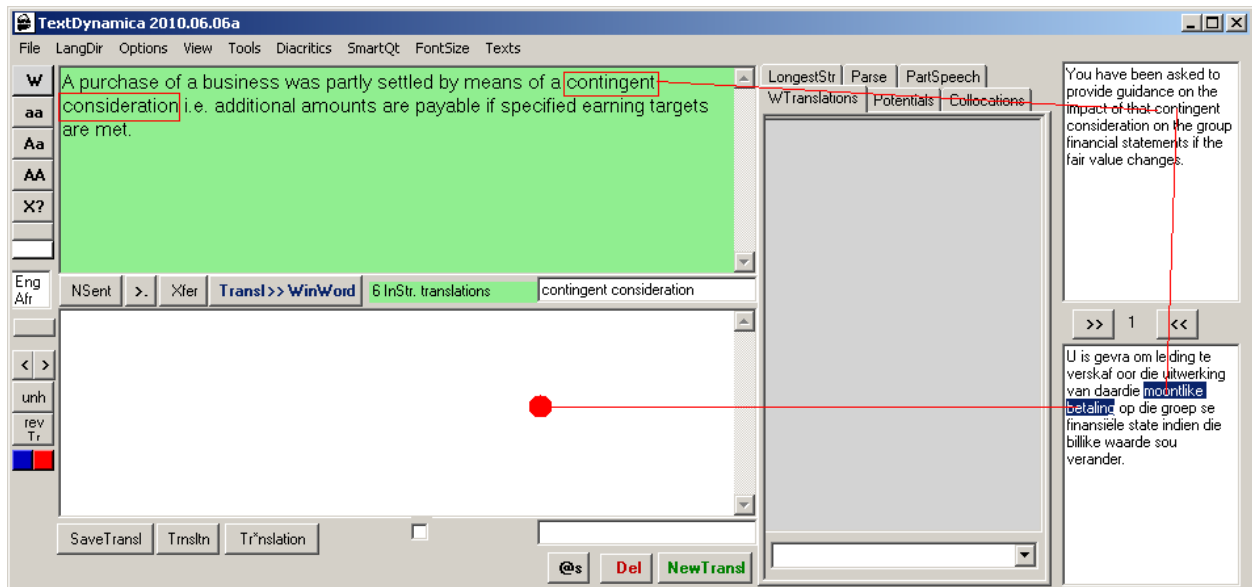 TextDynamica 2010.06.06a
File LangDir Options View Tools Diacritics SmartQt FontSize Texts
W
aa
Aa
AA
X?
A purchase of a business was partly settled by means of a contingent
consideration i.e. additional amounts are payable if specified earning targets
are met.
LongestStr Parse PartSpeech
WTranslations Potentials Collocations
You have been asked to
provide guidance on the
impact of that contingent
consideration on the group
financial statements if the
fair value changes.
Eng
Afr
NSent >. Xfer Transl>>WinWord 6 InStr. translations contingent consideration
>> 1 <<
< >
unh
rev
Tr
U is gevra om leiding te
verskaf oor die uitwerking
van daardie moontlike
betaling op die groep se
finansiële state indien die
billike waarde sou
verander.
SaveTransl Trnsltn Tr*nslation
@s Del NewTransl